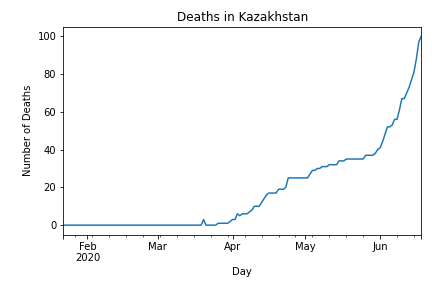 Deaths in Kazakhstan
100
80
60
40
20
0
Number of Deaths
Feb
2020
Mar
Apr
May
Jun
Day